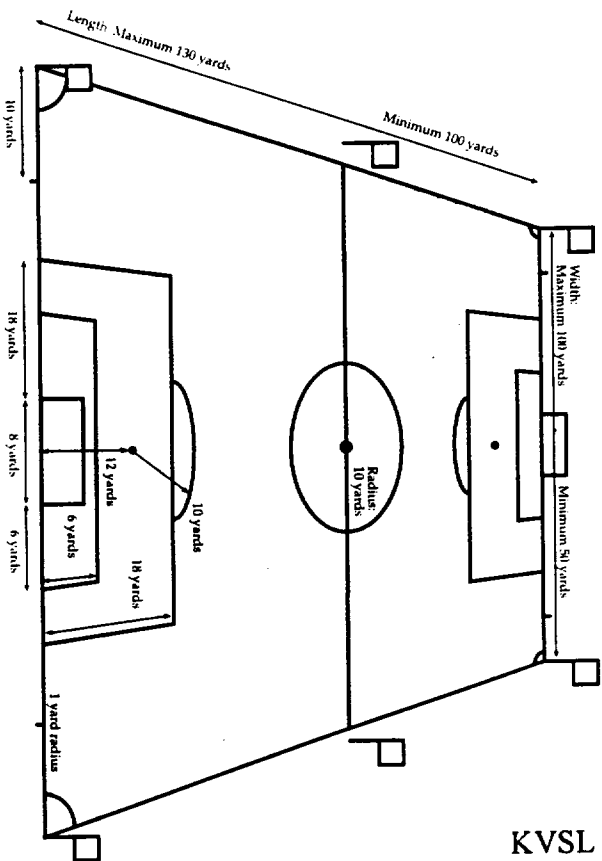 Length: Maximum 130 yards
Minimum 100 yards
Width:
Maximum 100 yards
Minimum 50 yards
Radius:
10 yards
10 yards
18 yards
8 yards
6 yards
12 yards
10 yards
6 yards
18 yards
1 yard radius
KVSL